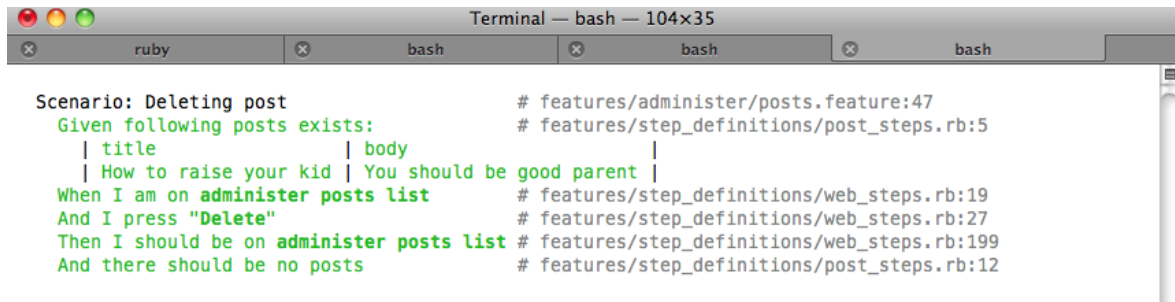 Terminal — bash — 104×35
ruby bash bash bash
Scenario: Deleting post # features/administer/posts.feature:47
Given following posts exists: # features/step_definitions/post_steps.rb:5
| title | body |
| How to raise your kid | You should be good parent |
When I am on administer posts list # features/step_definitions/web_steps.rb:19
And I press "Delete" # features/step_definitions/web_steps.rb:27
Then I should be on administer posts list # features/step_definitions/web_steps.rb:199
And there should be no posts # features/step_definitions/post_steps.rb:12